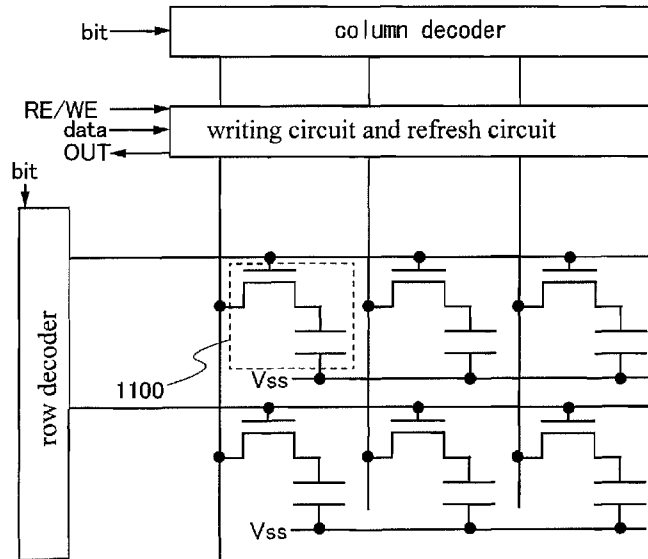 bit
column decoder
RE/WE
data
OUT
writing circuit and refresh circuit
bit
row decoder
1100
Vss
Vss